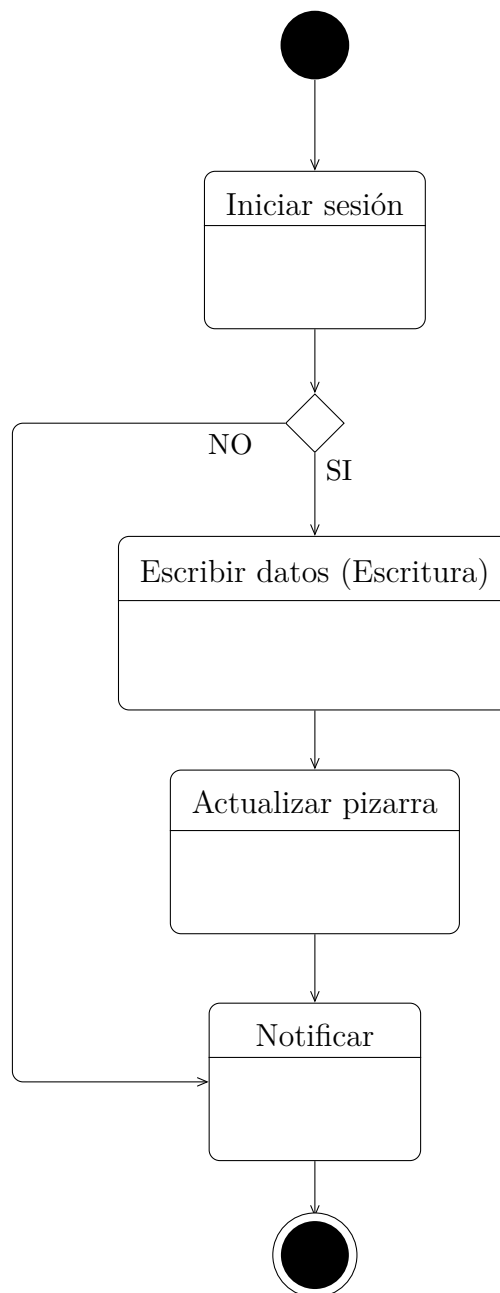 Iniciar sesión
NO
SI
Escribir datos (Escritura)
Actualizar pizarra
Notificar